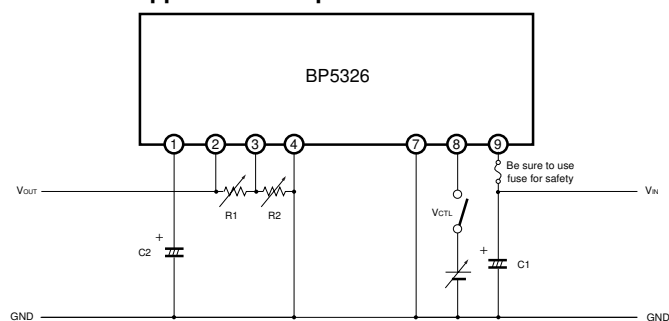 BP5326
1 2 3 4 7 8 9
Be sure to use
fuse for safety
VOUT
VIN
R1
R2
VCTL
+
C2
+
C1
GND
GND